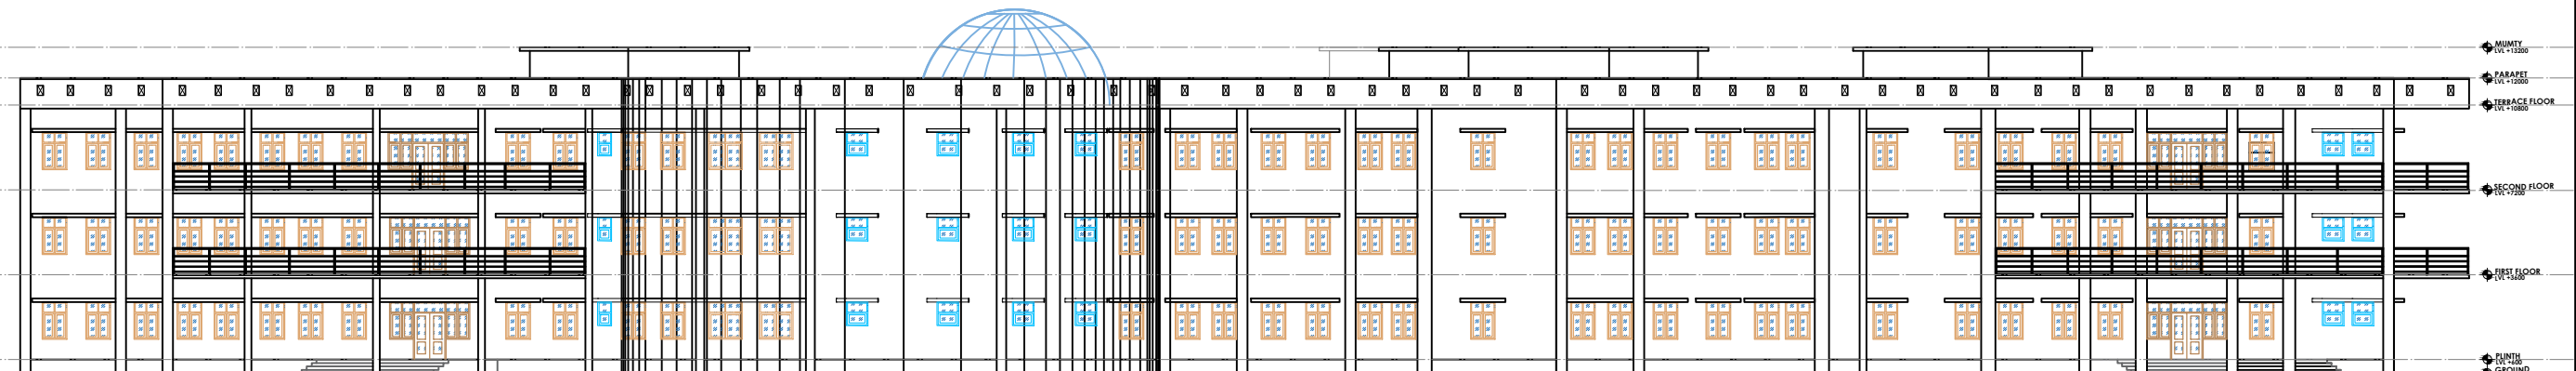 MUMTY
LVL +13200
PARAPET
LVL +12000
TERRACE FLOOR
LVL +10800
SECOND FLOOR
LVL +7200
FIRST FLOOR
LVL +3600
PLINTH
LVL +600
GROUND